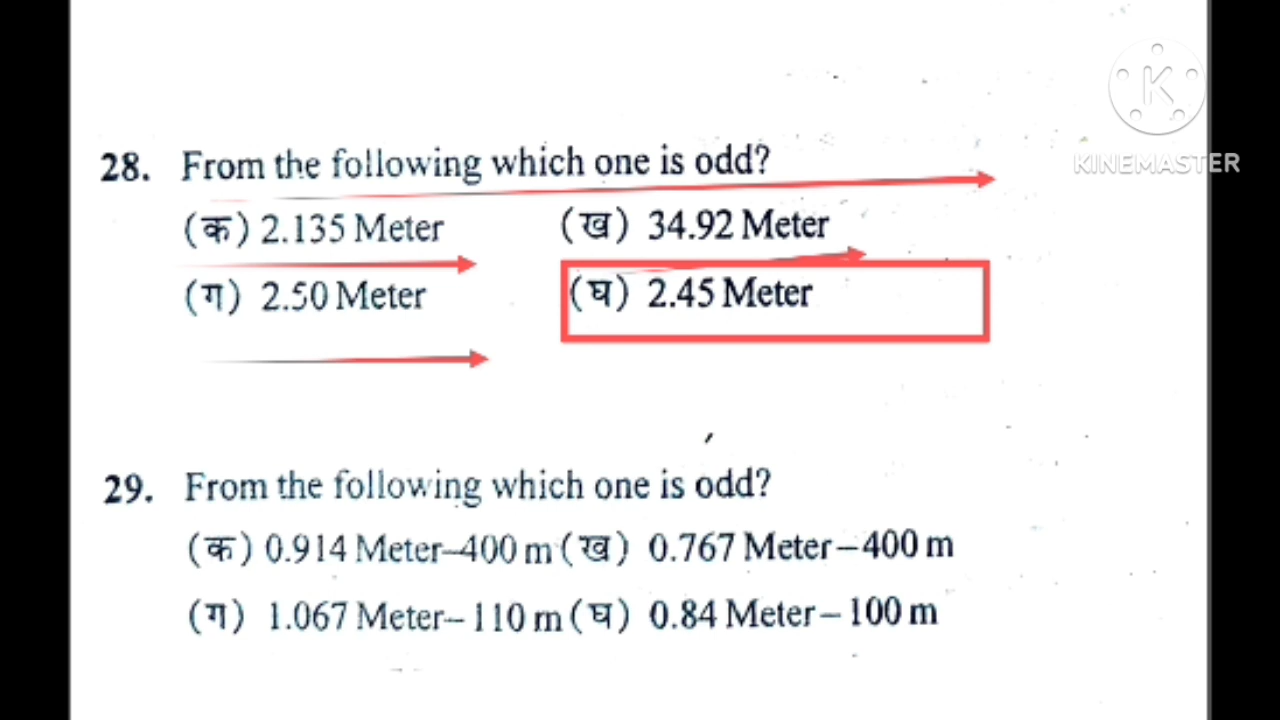 K
KINEMASTER
28. From the following which one is odd?
(क) 2.135 Meter (ख) 34.92 Meter
(ग) 2.50 Meter (घ) 2.45 Meter
29. From the following which one is odd?
(क) 0.914 Meter–400 m (ख) 0.767 Meter–400 m
(ग) 1.067 Meter–110 m (घ) 0.84 Meter–100 m